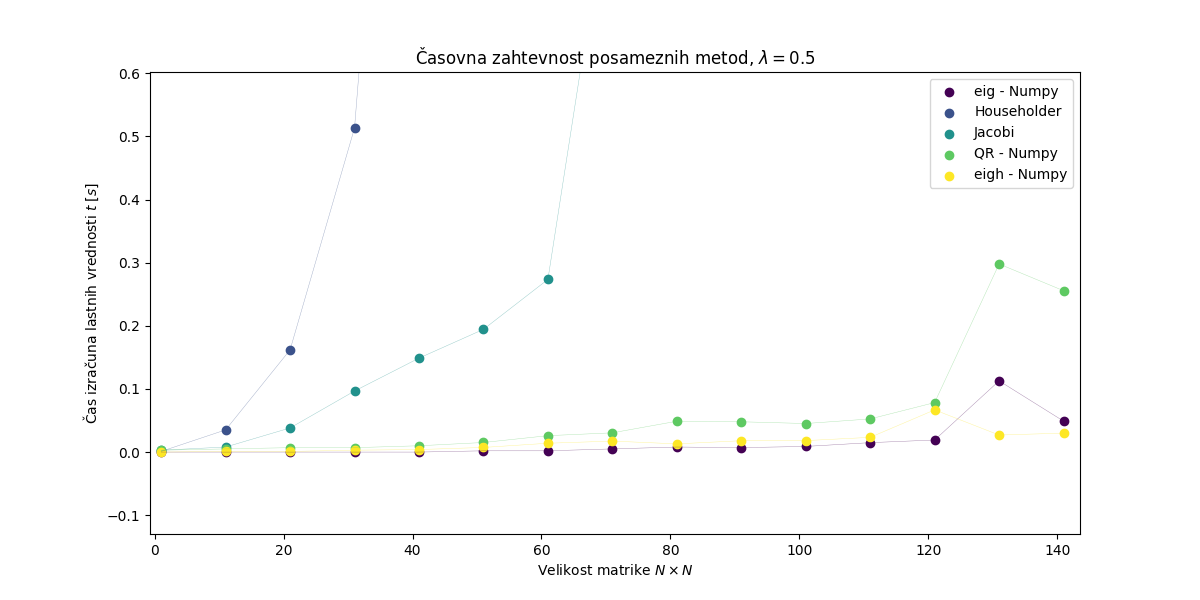 Časovna zahtevnost posameznih metod, λ = 0.5
eig - Numpy
Householder
Jacobi
QR - Numpy
eigh - Numpy
Čas izračuna lastnih vrednosti t [s]
0.6
0.5
0.4
0.3
0.2
0.1
0.0
−0.1
0 20 40 60 80 100 120 140
Velikost matrike N × N